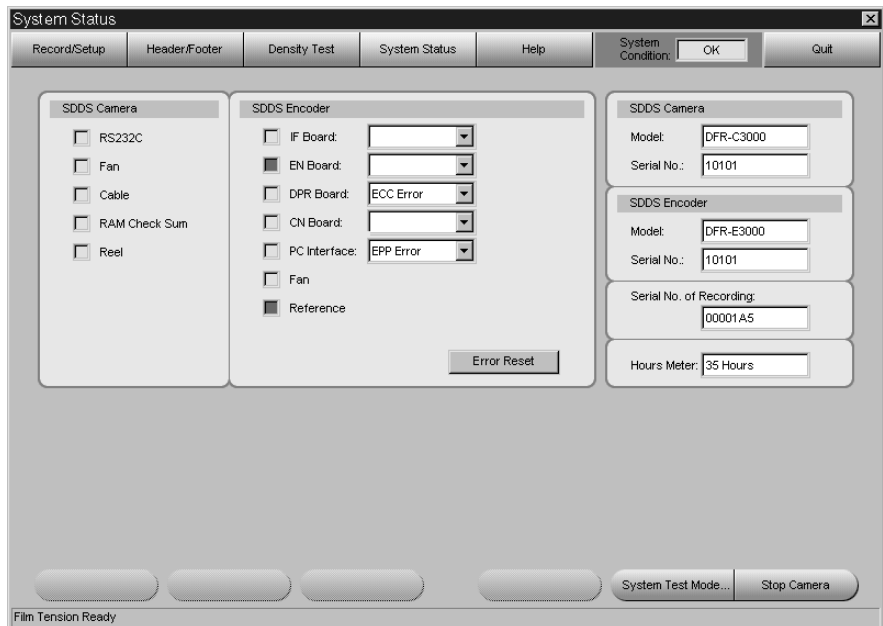 System Status
Record/Setup
Header/Footer
Density Test
System Status
Help
System Condition:
OK
Quit
SDDS Camera
RS232C
Fan
Cable
RAM Check Sum
Reel
SDDS Encoder
IF Board:
EN Board:
DPR Board: ECC Error
CN Board:
PC Interface: EPP Error
Fan
Reference
Error Reset
SDDS Camera
Model: DFR-C3000
Serial No.: 10101
SDDS Encoder
Model: DFR-E3000
Serial No.: 10101
Serial No. of Recording:
00001A5
Hours Meter: 35 Hours
System Test Mode...
Stop Camera
Film Tension Ready